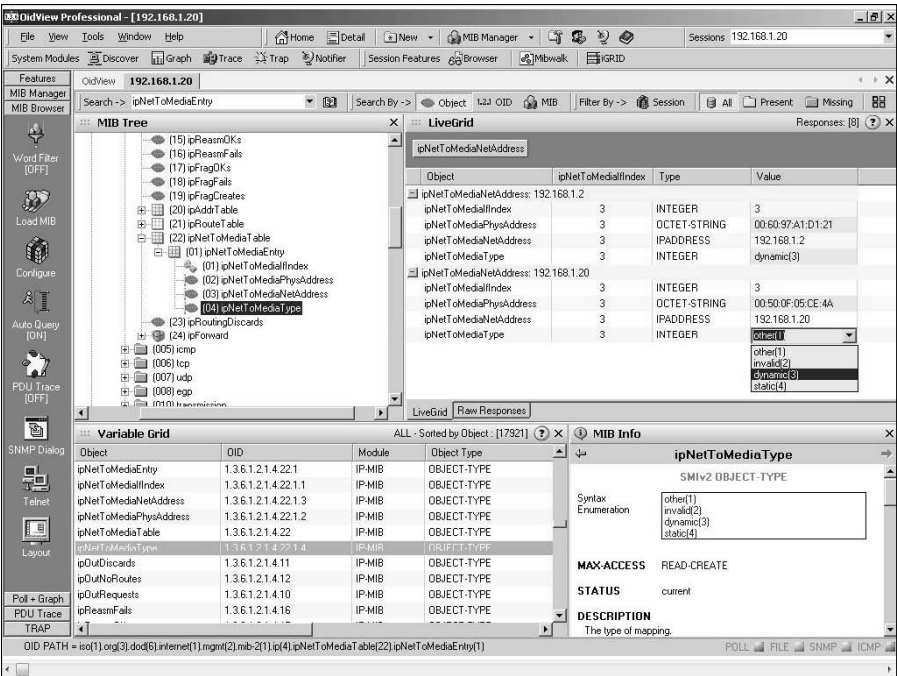 OidView Professional - [192.168.1.20]
File View Tools Window Help
Home Detail New MIB Manager Sessions 192.168.1.20
System Modules Discover Graph Trace Trap Notifier Session Features Browser Mibwalk IGRID
Features
MIB Manager
MIB Browser
Word Filter
[OFF]
Load MIB
Configure
Auto Query
[ON]
PDU Trace
[OFF]
SNMP Dialog
Telnet
Layout
Poll + Graph
PDU Trace
TRAP
OidView 192.168.1.20
Search -> ipNetToMediaEntry Search By -> Object 1.2.1 OID MIB Filter By -> Session All Present Missing
MIB Tree
(15) ipReasmOKs
(16) ipReasmFails
(17) ipFragOKs
(18) ipFragFails
(19) ipFragCreates
(20) ipAddrTable
(21) ipRouteTable
(22) ipNetToMediaTable
(01) ipNetToMediaEntry
(01) ipNetToMediaIfIndex
(02) ipNetToMediaPhysAddress
(03) ipNetToMediaNetAddress
(04) ipNetToMediaType
(23) ipRoutingDiscards
(24) ipForward
(005) icmp
(006) tcp
(007) udp
(008) egp
(010) transmission
LiveGrid Responses: [8]
ipNetToMediaNetAddress
Object ipNetToMediaIfIndex Type Value
ipNetToMediaNetAddress: 192.168.1.2
ipNetToMediaIfIndex 3 INTEGER 3
ipNetToMediaPhysAddress 3 OCTET-STRING 00:60:97:A1:D1:21
ipNetToMediaNetAddress 3 IPADDRESS 192.168.1.2
ipNetToMediaType 3 INTEGER dynamic(3)
ipNetToMediaNetAddress: 192.168.1.20
ipNetToMediaIfIndex 3 INTEGER 3
ipNetToMediaPhysAddress 3 OCTET-STRING 00:50:0F:05:CE:4A
ipNetToMediaNetAddress 3 IPADDRESS 192.168.1.20
ipNetToMediaType 3 INTEGER other(1)
other(1)
invalid(2)
dynamic(3)
static(4)
LiveGrid Raw Responses
Variable Grid ALL - Sorted by Object : [17921]
Object OID Module Object Type
ipNetToMediaEntry 1.3.6.1.2.1.4.22.1 IP-MIB OBJECT-TYPE
ipNetToMediaIfIndex 1.3.6.1.2.1.4.22.1.1 IP-MIB OBJECT-TYPE
ipNetToMediaNetAddress 1.3.6.1.2.1.4.22.1.3 IP-MIB OBJECT-TYPE
ipNetToMediaPhysAddress 1.3.6.1.2.1.4.22.1.2 IP-MIB OBJECT-TYPE
ipNetToMediaTable 1.3.6.1.2.1.4.22 IP-MIB OBJECT-TYPE
ipNetToMediaType 1.3.6.1.2.1.4.22.1.4 IP-MIB OBJECT-TYPE
ipOutDiscards 1.3.6.1.2.1.4.11 IP-MIB OBJECT-TYPE
ipOutNoRoutes 1.3.6.1.2.1.4.12 IP-MIB OBJECT-TYPE
ipOutRequests 1.3.6.1.2.1.4.10 IP-MIB OBJECT-TYPE
ipReasmFails 1.3.6.1.2.1.4.16 IP-MIB OBJECT-TYPE
MIB Info
ipNetToMediaType
SMIv2 OBJECT-TYPE
Syntax
Enumeration
other(1)
invalid(2)
dynamic(3)
static(4)
MAX-ACCESS READ-CREATE
STATUS current
DESCRIPTION
The type of mapping.
OID PATH = iso(1).org(3).dod(6).internet(1).mgmt(2).mib-2(1).ip(4).ipNetToMediaTable(22).ipNetToMediaEntry(1) POLL FILE SNMP ICMP